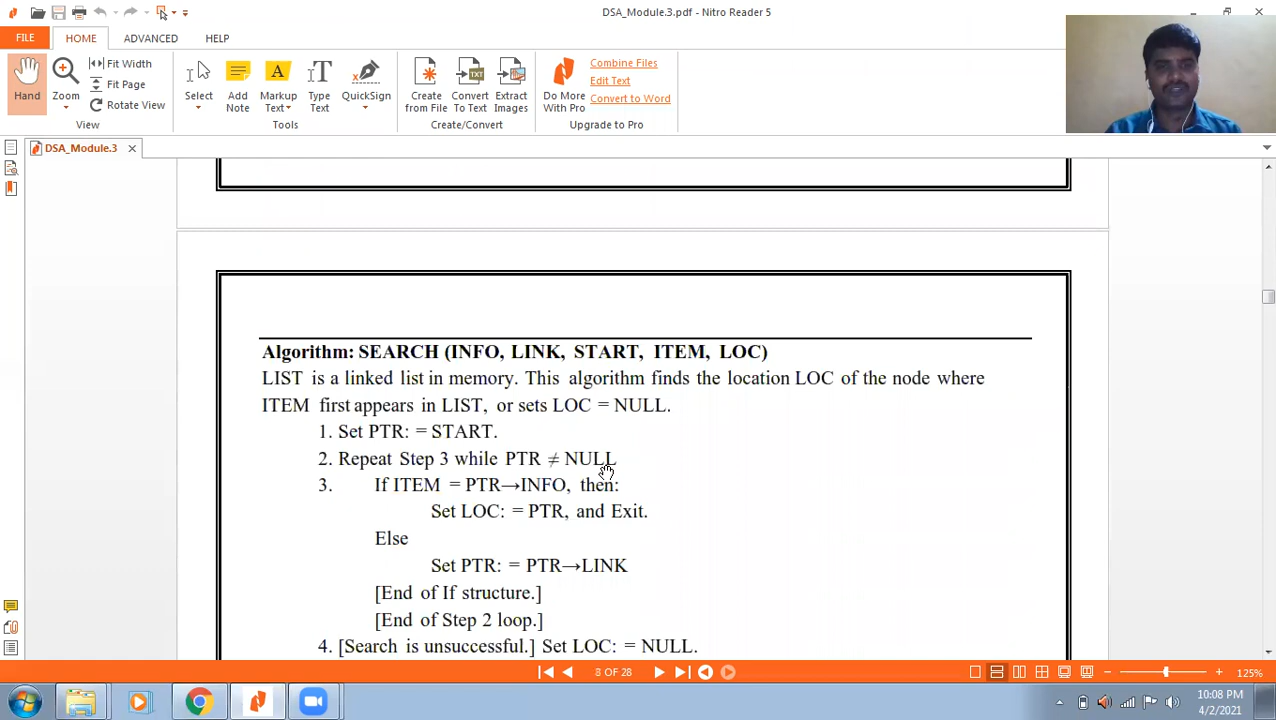 DSA_Module.3.pdf - Nitro Reader 5
FILE HOME ADVANCED HELP
Hand
Zoom
Fit Width
Fit Page
Rotate View
View
Select
Add Note
Markup Text
Type Text
QuickSign
Tools
Create from File
Convert To Text
Extract Images
Create/Convert
Do More With Pro
Combine Files
Edit Text
Convert to Word
Upgrade to Pro
DSA_Module.3
Algorithm: SEARCH (INFO, LINK, START, ITEM, LOC)
LIST is a linked list in memory. This algorithm finds the location LOC of the node where
ITEM first appears in LIST, or sets LOC = NULL.
1. Set PTR: = START.
2. Repeat Step 3 while PTR ≠ NULL
3. If ITEM = PTR→INFO, then:
Set LOC: = PTR, and Exit.
Else
Set PTR: = PTR→LINK
[End of If structure.]
[End of Step 2 loop.]
4. [Search is unsuccessful.] Set LOC: = NULL.
8 OF 28
125%
10:08 PM
4/2/2021